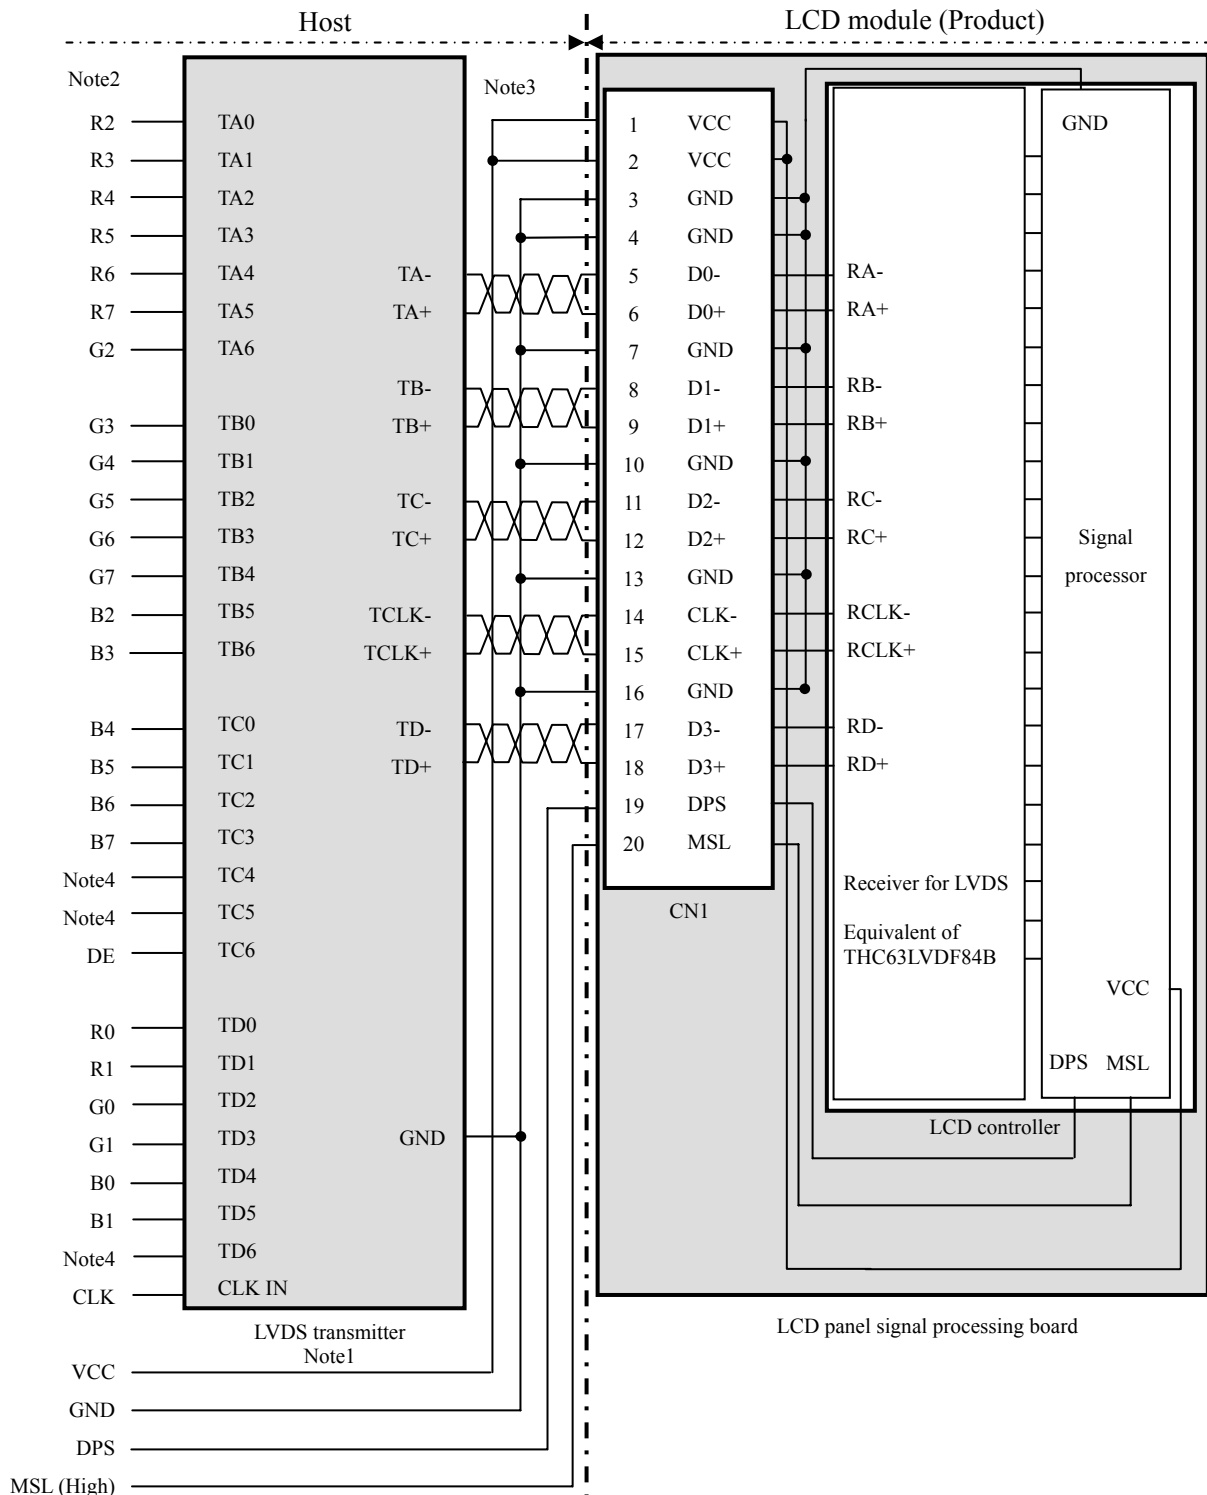 Host
LCD module (Product)
Note2
Note3
R2 TA0
R3 TA1
R4 TA2
R5 TA3
R6 TA4 TA-
R7 TA5 TA+
G2 TA6
TB-
G3 TB0 TB+
G4 TB1
G5 TB2 TC-
G6 TB3 TC+
G7 TB4
B2 TB5 TCLK-
B3 TB6 TCLK+
B4 TC0 TD-
B5 TC1 TD+
B6 TC2
B7 TC3
Note4 TC4
Note4 TC5
DE TC6
R0 TD0
R1 TD1
G0 TD2
G1 TD3 GND
B0 TD4
B1 TD5
Note4 TD6
CLK CLK IN
LVDS transmitter
Note1
VCC
GND
DPS
MSL (High)
1 VCC
2 VCC
3 GND
4 GND
5 D0-
6 D0+
7 GND
8 D1-
9 D1+
10 GND
11 D2-
12 D2+
13 GND
14 CLK-
15 CLK+
16 GND
17 D3-
18 D3+
19 DPS
20 MSL
CN1
RA-
RA+
RB-
RB+
RC-
RC+
RCLK-
RCLK+
RD-
RD+
Receiver for LVDS
Equivalent of
THC63LVDF84B
GND
Signal
processor
VCC
DPS MSL
LCD controller
LCD panel signal processing board